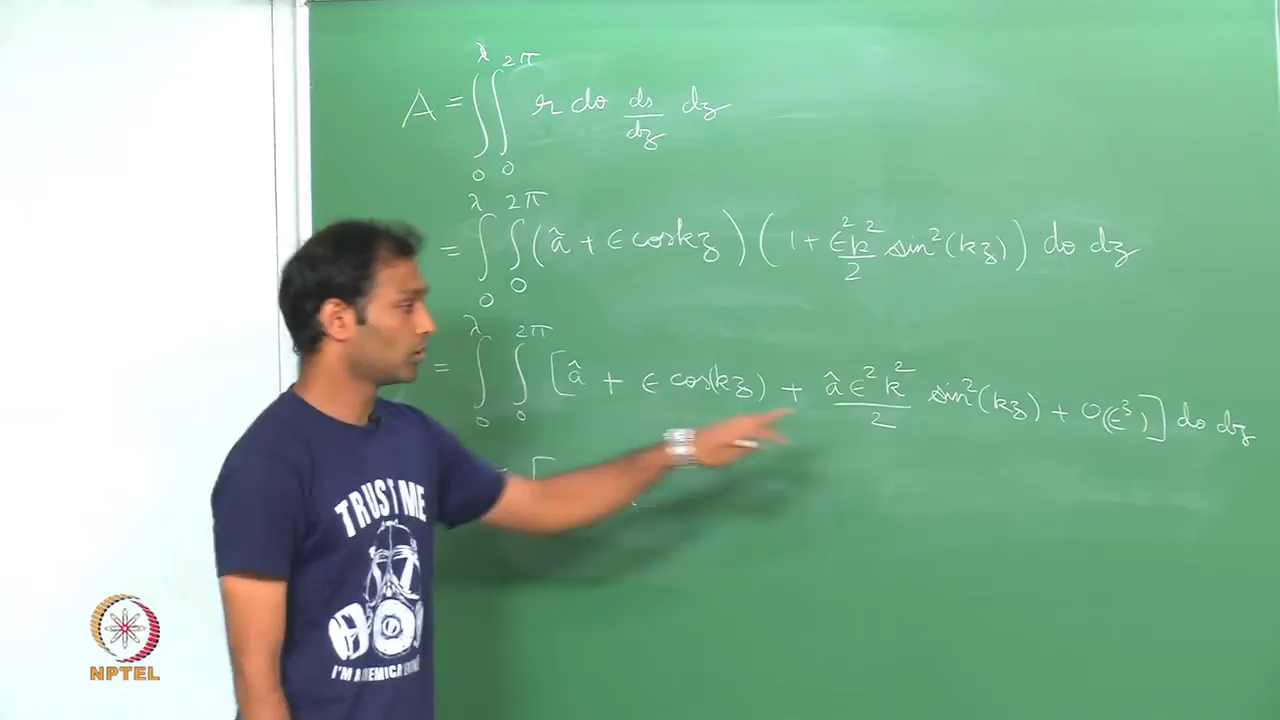 A = ∫₀^λ ∫₀^2π r dθ ds/dz dz
= ∫₀^λ ∫₀^2π (â + ϵ cos kz) (1 + ϵ²k²/2 sin²(kz)) dθ dz
= ∫₀^λ ∫₀^2π [â + ϵ cos(kz) + âϵ²k²/2 sin²(kz) + O(ϵ³)] dθ dz
= [
TRUST ME
I'M A
NPTEL